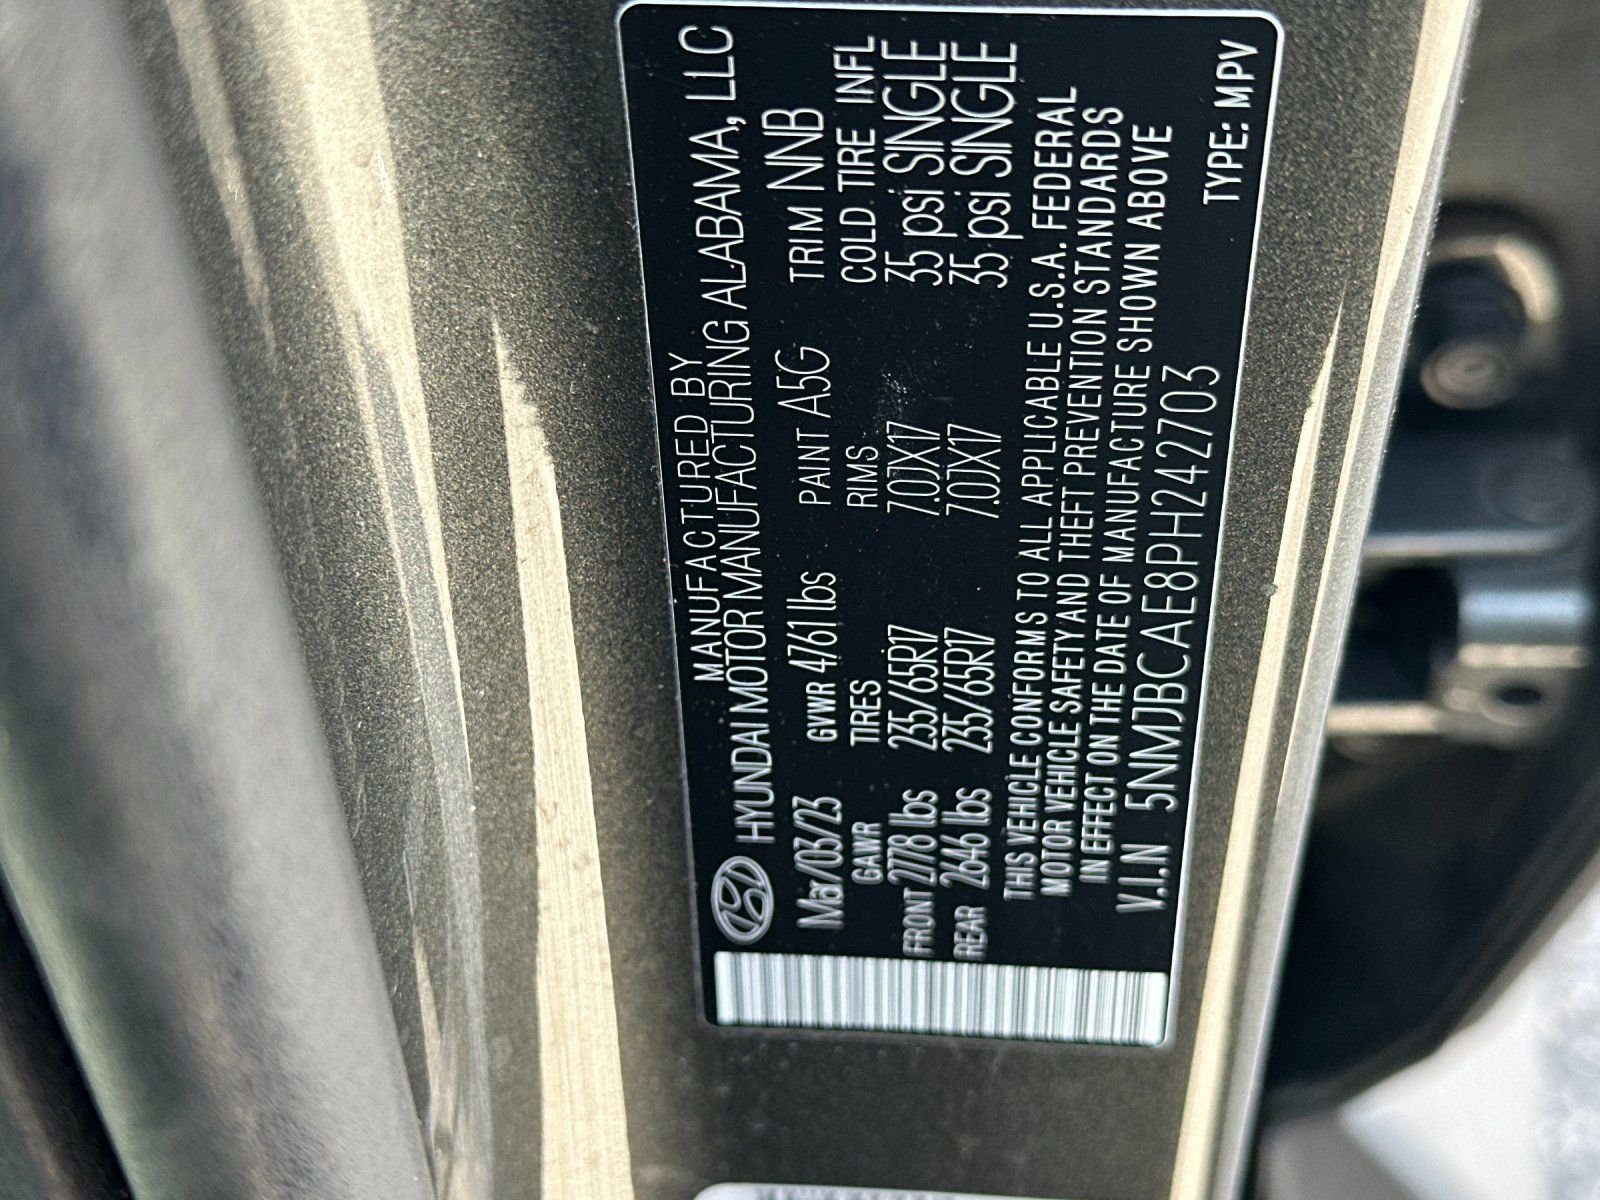 MANUFACTURED BY
HYUNDAI MOTOR MANUFACTURING ALABAMA, LLC
Mar/03/23 GVWR 4761 lbs PAINT A5G TRIM NNB
GAWR TIRES RIMS COLD TIRE INFL
FRONT 2778 lbs 235/65R17 7.0JX17 35 psi SINGLE
REAR 2646 lbs 235/65R17 7.0JX17 35 psi SINGLE
THIS VEHICLE CONFORMS TO ALL APPLICABLE U.S.A. FEDERAL
MOTOR VEHICLE SAFETY AND THEFT PREVENTION STANDARDS
IN EFFECT ON THE DATE OF MANUFACTURE SHOWN ABOVE
V.I.N 5NMJBCAE8PH242703
TYPE: MPV